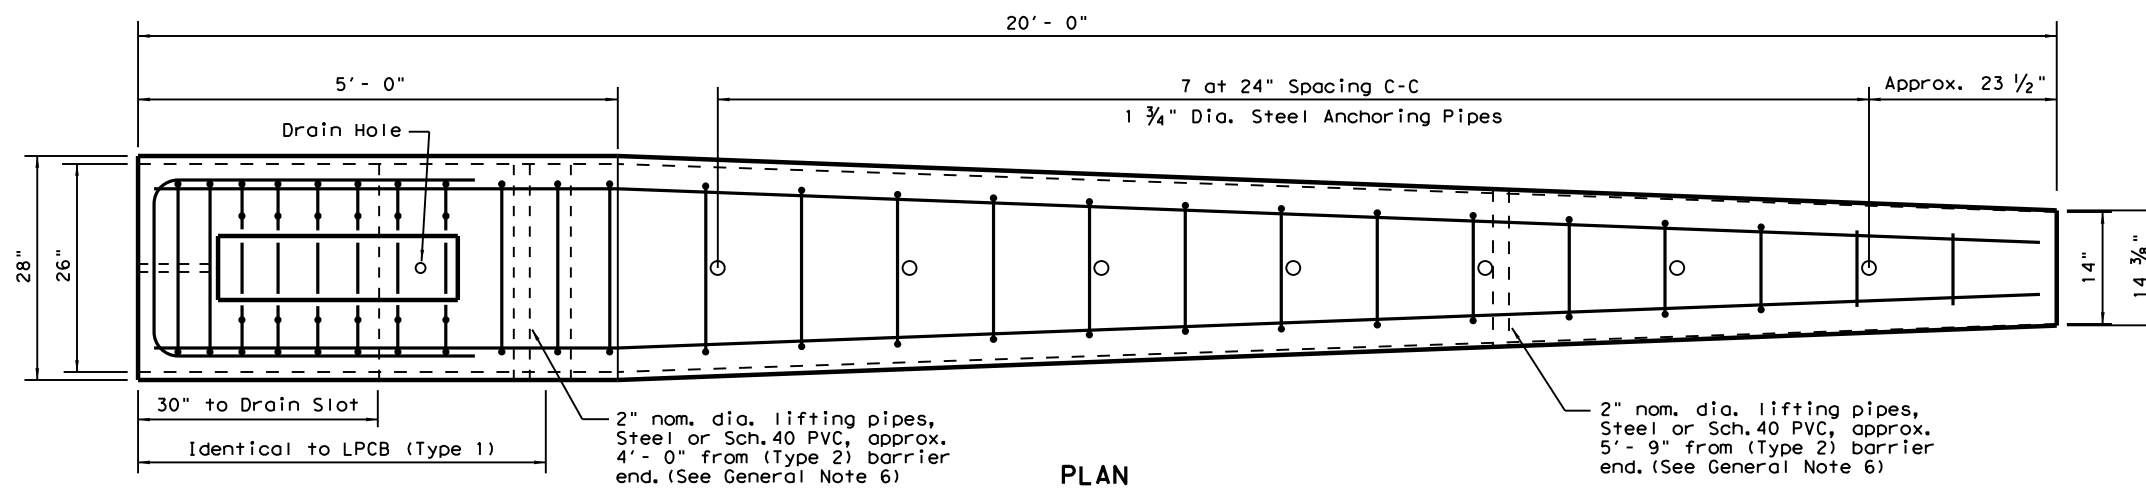 20'- 0"
5'- 0"
7 at 24" Spacing C-C
Approx. 23 ½"
1 ¾" Dia. Steel Anchoring Pipes
Drain Hole
28"
26"
14"
14 ⅜"
30" to Drain Slot
Identical to LPCB (Type 1)
2" nom. dia. lifting pipes,
Steel or Sch.40 PVC, approx.
4'- 0" from (Type 2) barrier
end.(See General Note 6)
2" nom. dia. lifting pipes,
Steel or Sch.40 PVC, approx.
5'- 9" from (Type 2) barrier
end.(See General Note 6)
PLAN